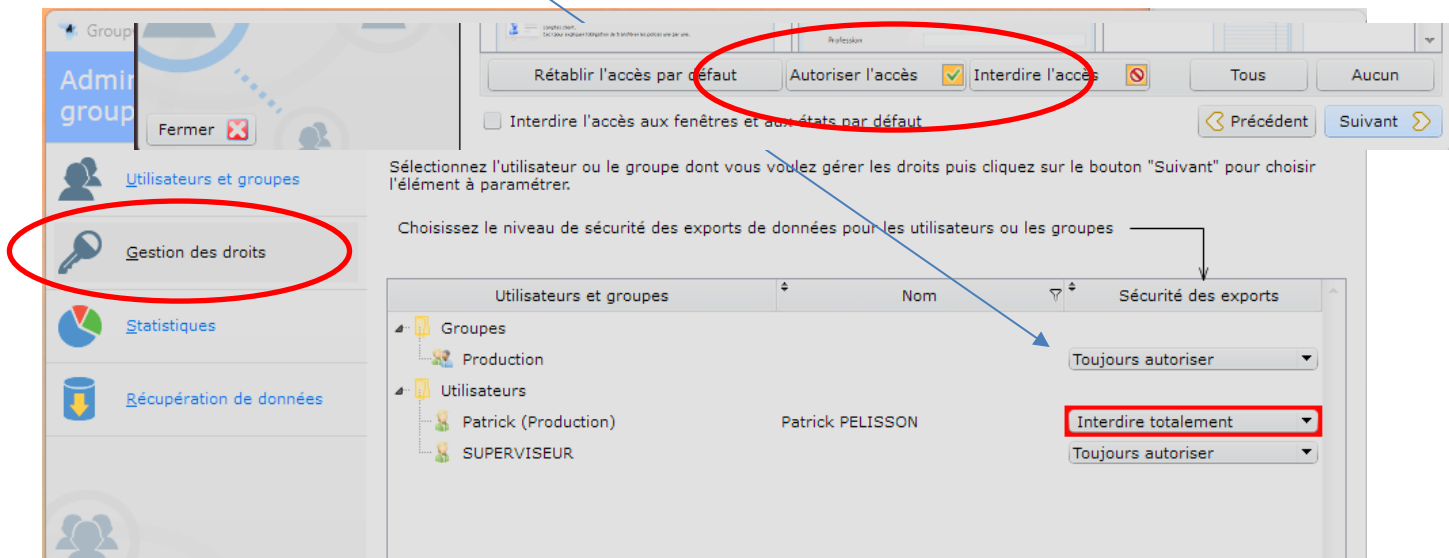 Group
Admin
group
Fermer
compte client.
Profession
Rétablir l'accès par défaut
Autoriser l'accès
Interdire l'accès
Tous
Aucun
Interdire l'accès aux fenêtres et aux états par défaut
Précédent
Suivant
Utilisateurs et groupes
Gestion des droits
Statistiques
Récupération de données
Sélectionnez l'utilisateur ou le groupe dont vous voulez gérer les droits puis cliquez sur le bouton "Suivant" pour choisir
l'élément à paramétrer.
Choisissez le niveau de sécurité des exports de données pour les utilisateurs ou les groupes
Utilisateurs et groupes Nom Sécurité des exports
Groupes
Production Toujours autoriser
Utilisateurs
Patrick (Production) Patrick PELISSON Interdire totalement
SUPERVISEUR Toujours autoriser